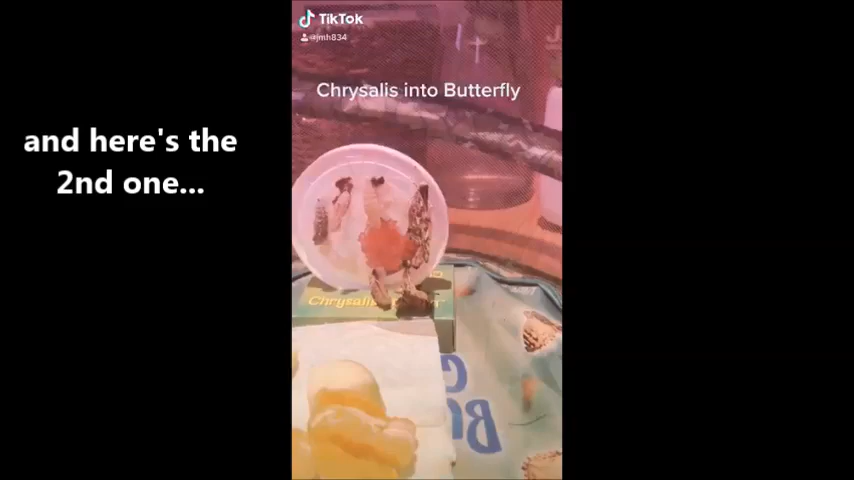 TikTok
@jmh834
Chrysalis into Butterfly
and here's the
2nd one...
Chrysalis